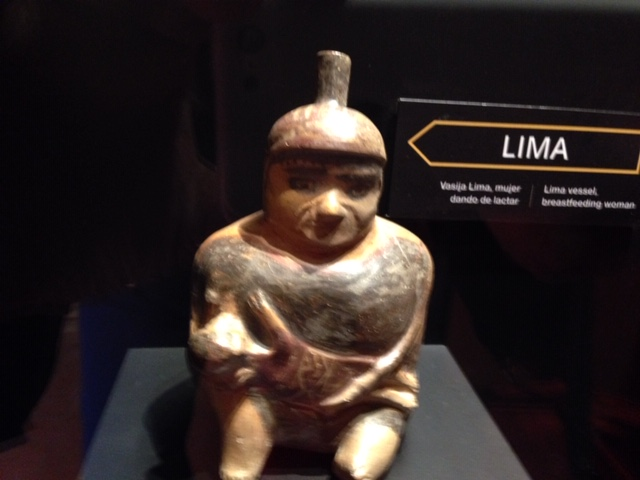 LIMA
Vasija Lima, mujer
dando de lactar
Lima vessel,
breastfeeding woman